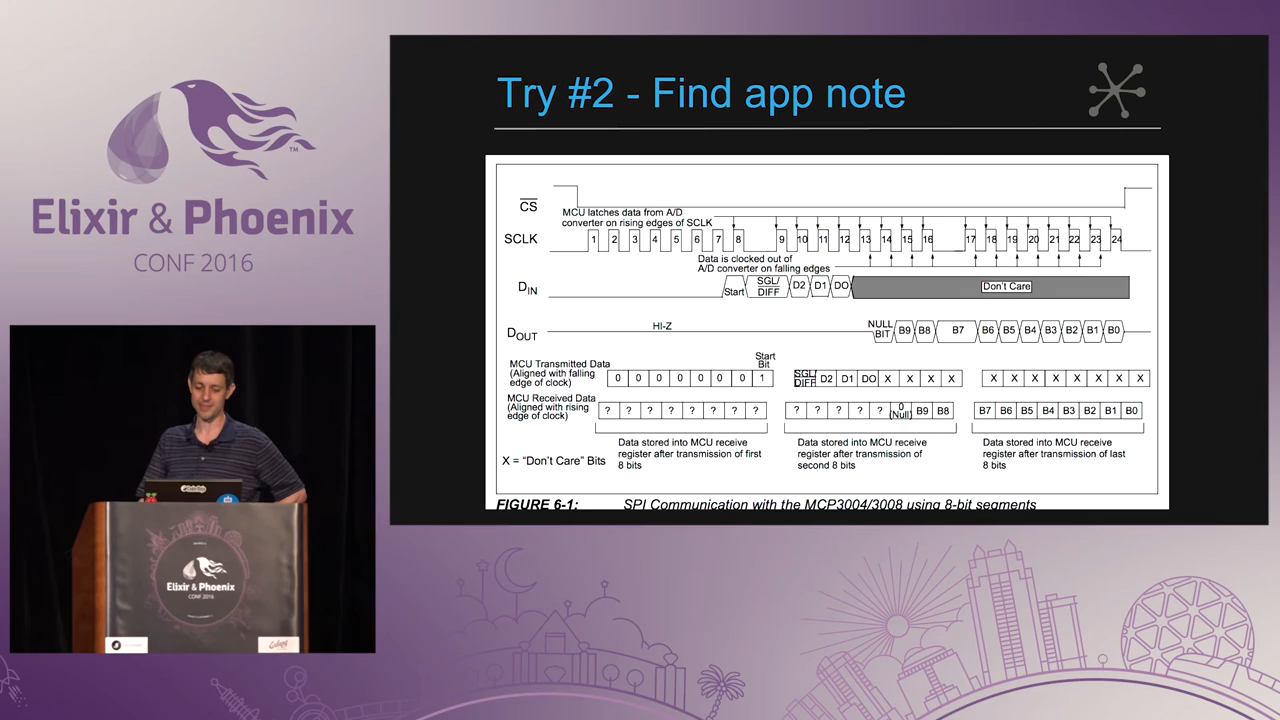 Try #2 - Find app note
Elixir & Phoenix
TM
CONF 2016
CS
MCU latches data from A/D
converter on rising edges of SCLK
SCLK
1 2 3 4 5 6 7 8 9 10 11 12 13 14 15 16 17 18 19 20 21 22 23 24
Data is clocked out of
A/D converter on falling edges
DIN
Start SGL/DIFF D2 D1 DO Don't Care
DOUT
HI-Z
NULL BIT B9 B8 B7 B6 B5 B4 B3 B2 B1 B0
MCU Transmitted Data
(Aligned with falling
edge of clock)
Start
Bit
0 0 0 0 0 0 0 1 SGL/DIFF D2 D1 DO X X X X X X X X X X X X
MCU Received Data
(Aligned with rising
edge of clock)
? ? ? ? ? ? ? ? ? ? ? ? ? 0 (Null) B9 B8 B7 B6 B5 B4 B3 B2 B1 B0
X = "Don't Care" Bits
Data stored into MCU receive
register after transmission of first
8 bits
Data stored into MCU receive
register after transmission of
second 8 bits
Data stored into MCU receive
register after transmission of last
8 bits
FIGURE 6-1: SPI Communication with the MCP3004/3008 using 8-bit segments
Elixir & Phoenix
CONF 2016